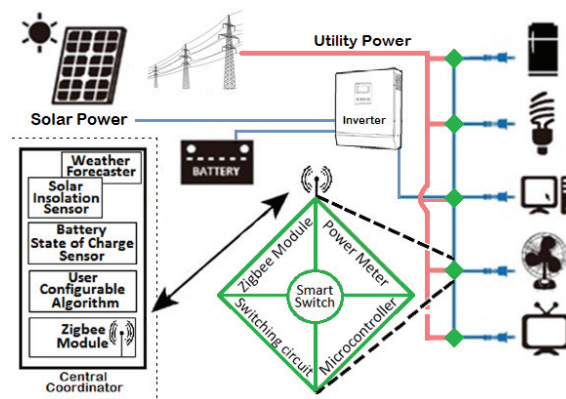 Utility Power
Solar Power
Inverter
BATTERY
Weather
Forecaster
Solar
Insolation
Sensor
Battery
State of Charge
Sensor
User
Configurable
Algorithm
Zigbee
Module
Central
Coordinator
Zigbee Module
Power Meter
Smart
Switch
Switching circuit
Microcontroller